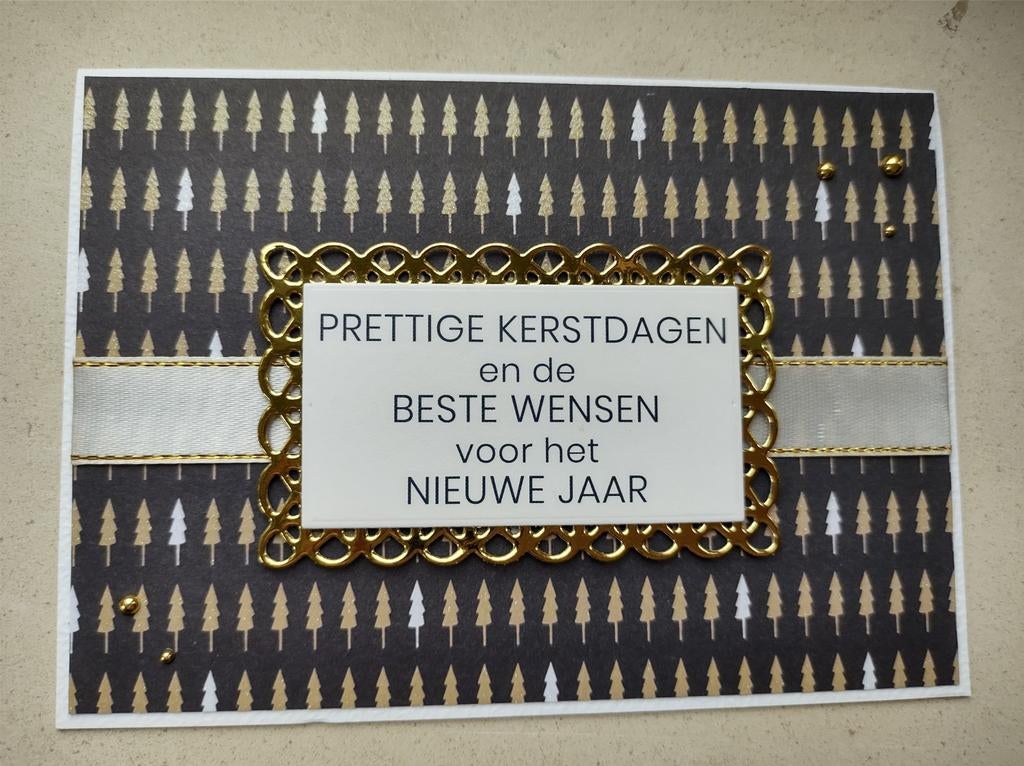 PRETTIGE KERSTDAGEN
en de
BESTE WENSEN
voor het
NIEUWE JAAR